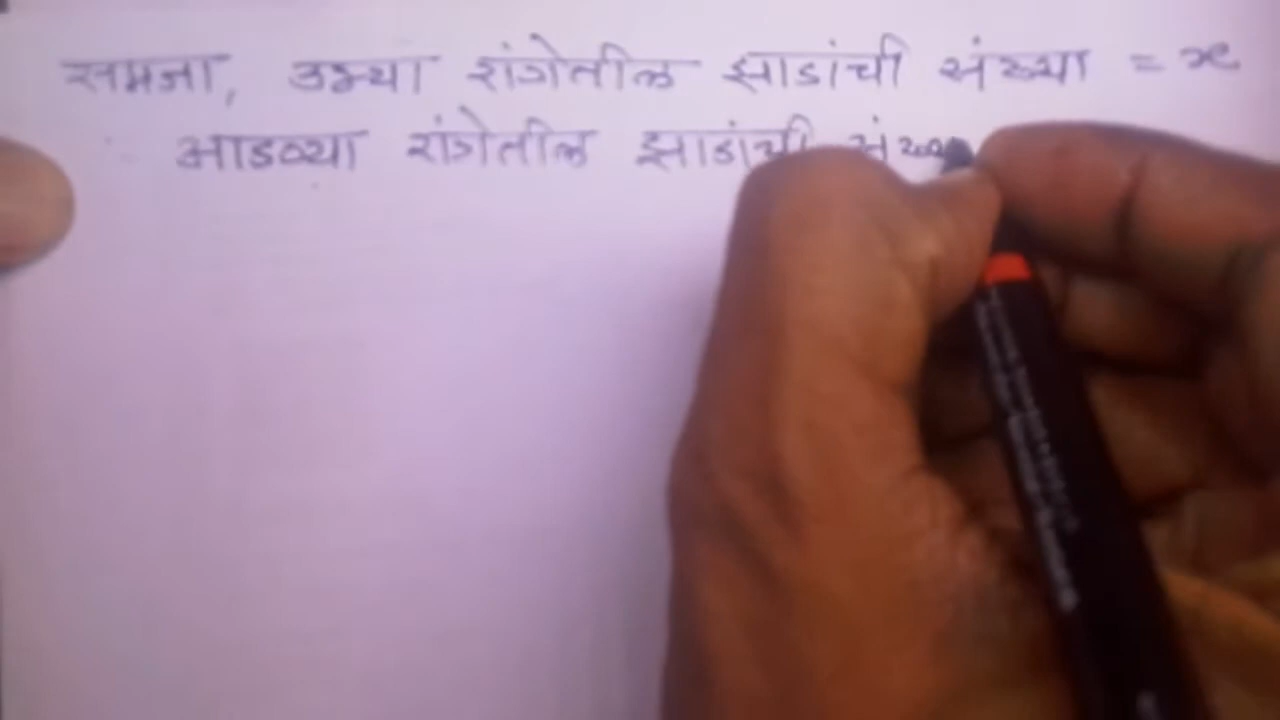 समजा, उभ्या रांगेतील झाडांची संख्या = x
आडव्या रांगेतील झाडांची